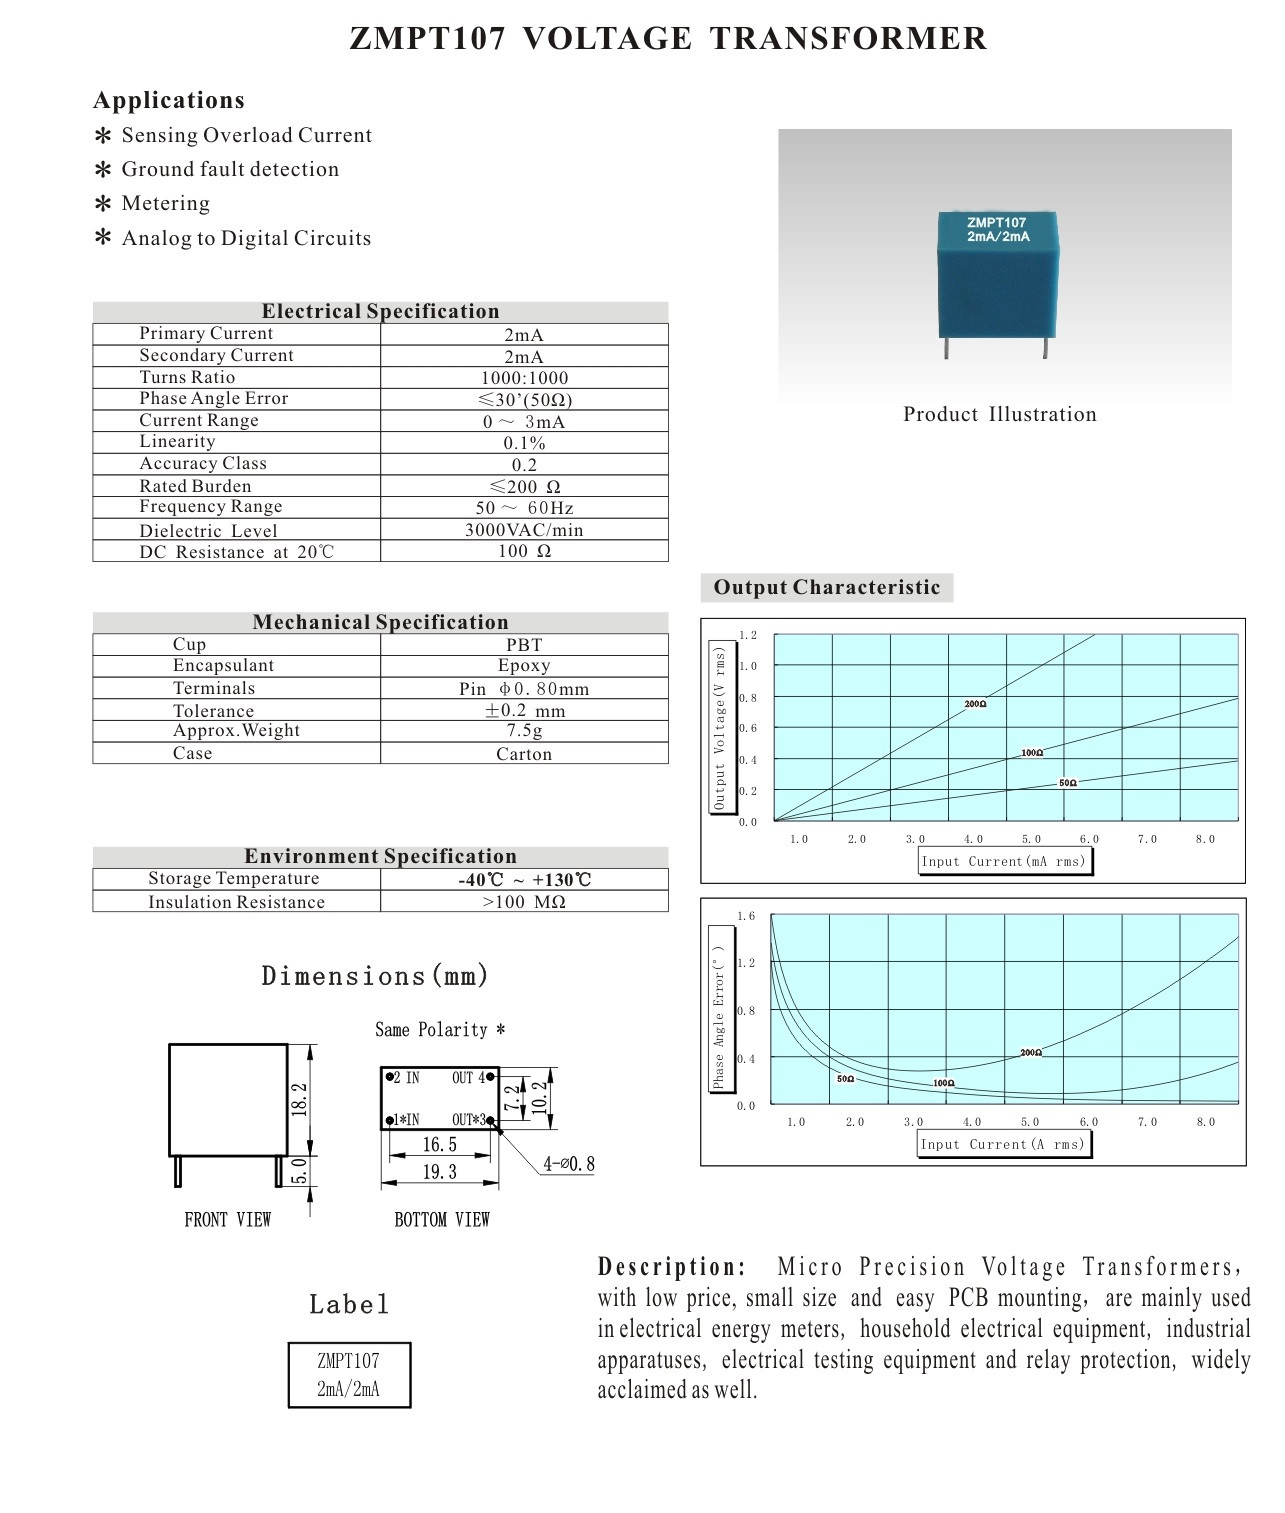 ZMPT107 VOLTAGE TRANSFORMER
Applications
* Sensing Overload Current
* Ground fault detection
* Metering
* Analog to Digital Circuits
ZMPT107
2mA/2mA
Product Illustration
Electrical Specification
Primary Current 2mA
Secondary Current 2mA
Turns Ratio 1000:1000
Phase Angle Error ≤30’(50Ω)
Current Range 0 ~ 3mA
Linearity 0.1%
Accuracy Class 0.2
Rated Burden ≤200 Ω
Frequency Range 50 ~ 60Hz
Dielectric Level 3000VAC/min
DC Resistance at 20℃ 100 Ω
Mechanical Specification
Cup PBT
Encapsulant Epoxy
Terminals Pin φ0.80mm
Tolerance ±0.2 mm
Approx.Weight 7.5g
Case Carton
Environment Specification
Storage Temperature -40℃ ~ +130℃
Insulation Resistance >100 MΩ
Output Characteristic
Output Voltage(V rms)
1.2
1.0
0.8
0.6
0.4
0.2
0.0
200Ω
100Ω
50Ω
1.0 2.0 3.0 4.0 5.0 6.0 7.0 8.0
Input Current(mA rms)
Phase Angle Error(°)
1.6
1.2
0.8
0.4
0.0
200Ω
50Ω
100Ω
1.0 2.0 3.0 4.0 5.0 6.0 7.0 8.0
Input Current(A rms)
Dimensions(mm)
Same Polarity *
18.2
5.0
FRONT VIEW
2 IN OUT 4
1*IN OUT*3
7.2
10.2
16.5
19.3
4-⌀0.8
BOTTOM VIEW
Label
ZMPT107
2mA/2mA
Description: Micro Precision Voltage Transformers,
with low price, small size and easy PCB mounting, are mainly used
in electrical energy meters, household electrical equipment, industrial
apparatuses, electrical testing equipment and relay protection, widely
acclaimed as well.